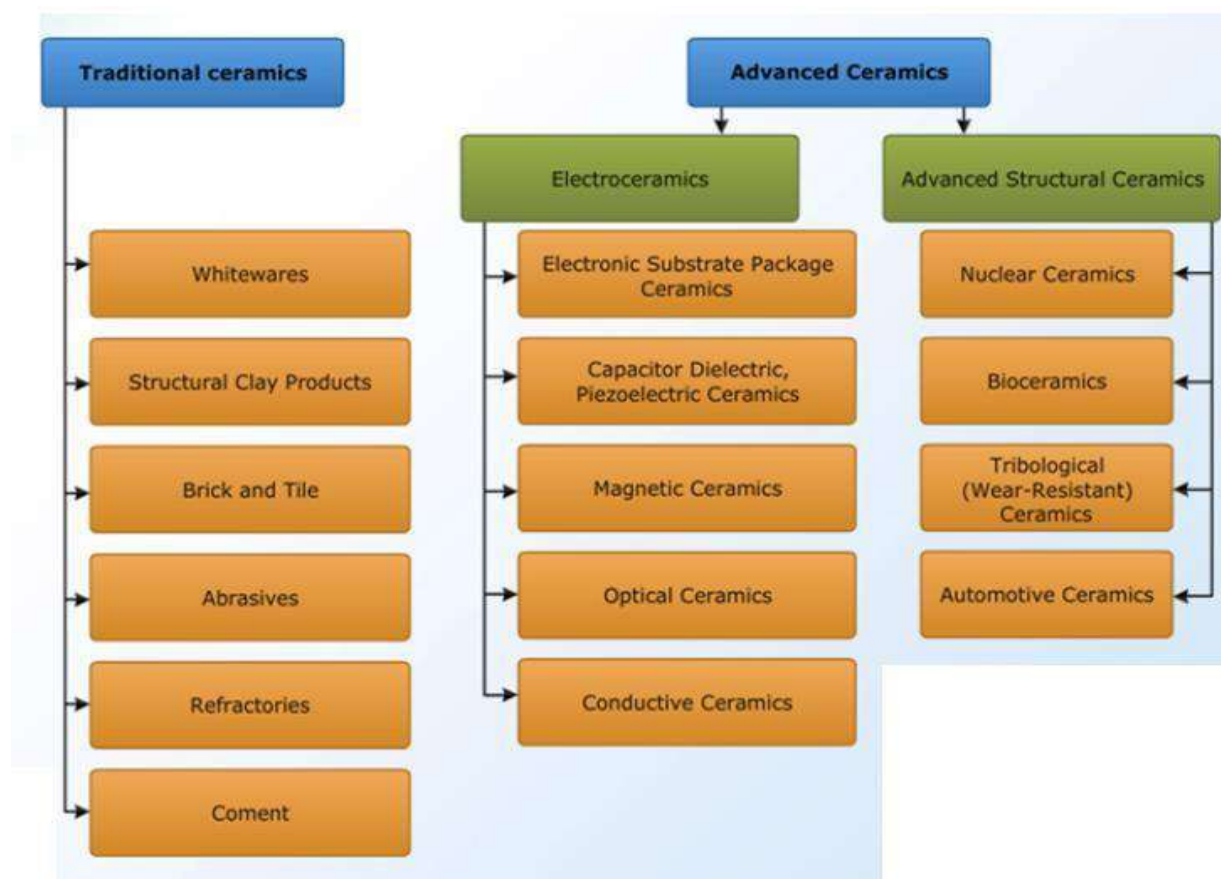 Traditional ceramics
Whitewares
Structural Clay Products
Brick and Tile
Abrasives
Refractories
Coment
Advanced Ceramics
Electroceramics
Electronic Substrate Package
Ceramics
Capacitor Dielectric,
Piezoelectric Ceramics
Magnetic Ceramics
Optical Ceramics
Conductive Ceramics
Advanced Structural Ceramics
Nuclear Ceramics
Bioceramics
Tribological
(Wear-Resistant)
Ceramics
Automotive Ceramics